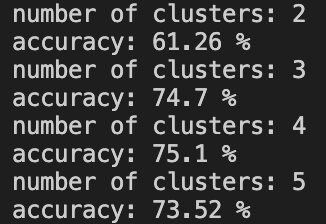 number of clusters: 2
accuracy: 61.26 %
number of clusters: 3
accuracy: 74.7 %
number of clusters: 4
accuracy: 75.1 %
number of clusters: 5
accuracy: 73.52 %